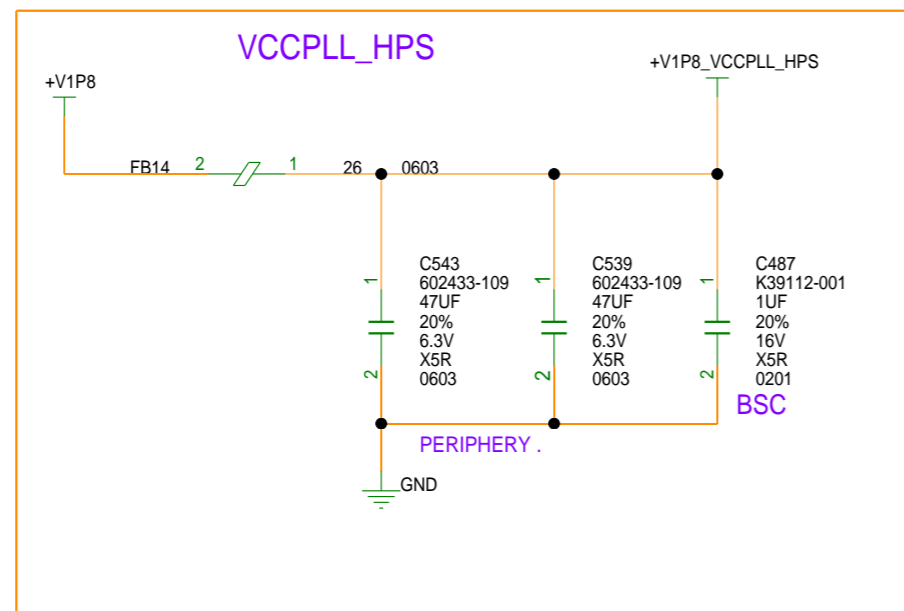 VCCPLL_HPS
+V1P8
+V1P8_VCCPLL_HPS
FB14 2 1 26 0603
1
C543
602433-109
47UF
20%
6.3V
X5R
0603
2
1
C539
602433-109
47UF
20%
6.3V
X5R
0603
2
1
C487
K39112-001
1UF
20%
16V
X5R
0201
2
BSC
PERIPHERY .
GND